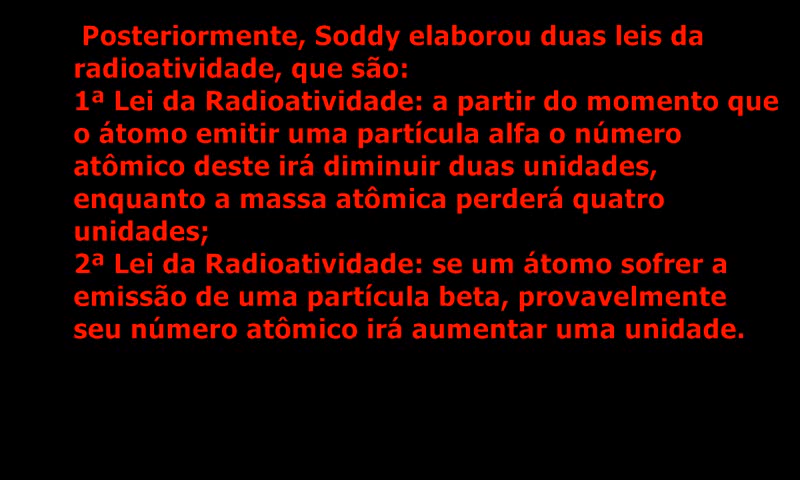 Posteriormente, Soddy elaborou duas leis da
radioatividade, que são:
1ª Lei da Radioatividade: a partir do momento que
o átomo emitir uma partícula alfa o número
atômico deste irá diminuir duas unidades,
enquanto a massa atômica perderá quatro
unidades;
2ª Lei da Radioatividade: se um átomo sofrer a
emissão de uma partícula beta, provavelmente
seu número atômico irá aumentar uma unidade.